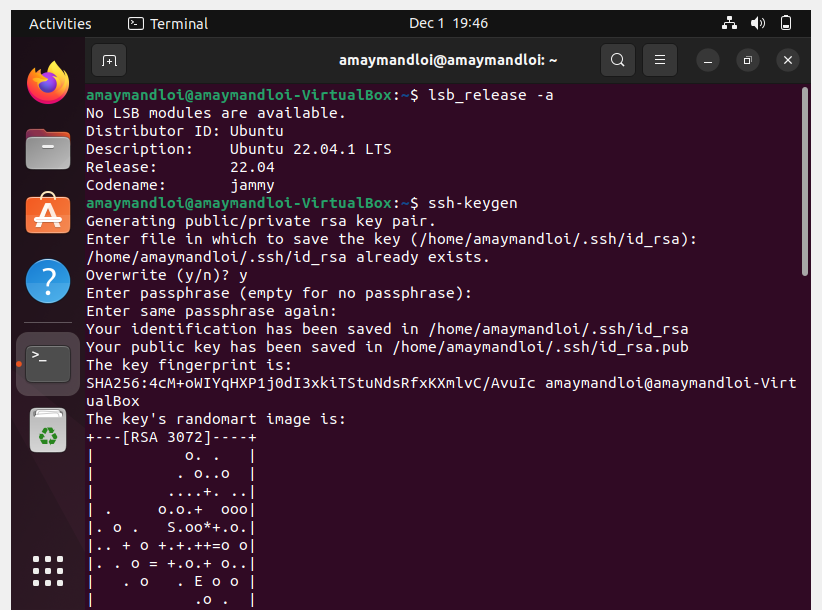 Activities
Terminal
Dec 1 19:46
amaymandloi@amaymandloi: ~
amaymandloi@amaymandloi-VirtualBox:~$ lsb_release -a
No LSB modules are available.
Distributor ID: Ubuntu
Description:    Ubuntu 22.04.1 LTS
Release:        22.04
Codename:       jammy
amaymandloi@amaymandloi-VirtualBox:~$ ssh-keygen
Generating public/private rsa key pair.
Enter file in which to save the key (/home/amaymandloi/.ssh/id_rsa):
/home/amaymandloi/.ssh/id_rsa already exists.
Overwrite (y/n)? y
Enter passphrase (empty for no passphrase):
Enter same passphrase again:
Your identification has been saved in /home/amaymandloi/.ssh/id_rsa
Your public key has been saved in /home/amaymandloi/.ssh/id_rsa.pub
The key fingerprint is:
SHA256:4cM+oWIYqHXP1j0dI3xkiTStuNdsRfxKXmlvC/AvuIc amaymandloi@amaymandloi-Virt
ualBox
The key's randomart image is:
+---[RSA 3072]----+
|          o. .   |
|         . o..o  |
|        ....+. ..|
| .     o.o.+  ooo|
|. o .   S.oo*+.o.|
|.. + o +.+.++=o o|
|. . o = +.o.+ o..|
|   . o   . E o o |
|           .o .  |